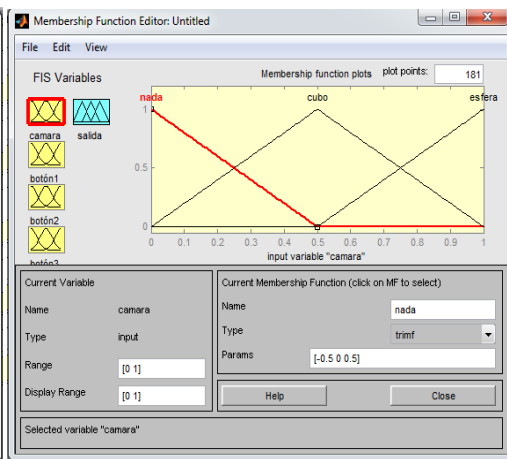 Membership Function Editor: Untitled
File Edit View
FIS Variables
Membership function plots plot points: 181
nada cubo esfera
camara salida
botón1
botón2
botón3
1
0.5
0
0 0.1 0.2 0.3 0.4 0.5 0.6 0.7 0.8 0.9 1
input variable "camara"
Current Variable
Name camara
Type input
Range [0 1]
Display Range [0 1]
Current Membership Function (click on MF to select)
Name nada
Type trimf
Params [-0.5 0 0.5]
Help Close
Selected variable "camara"